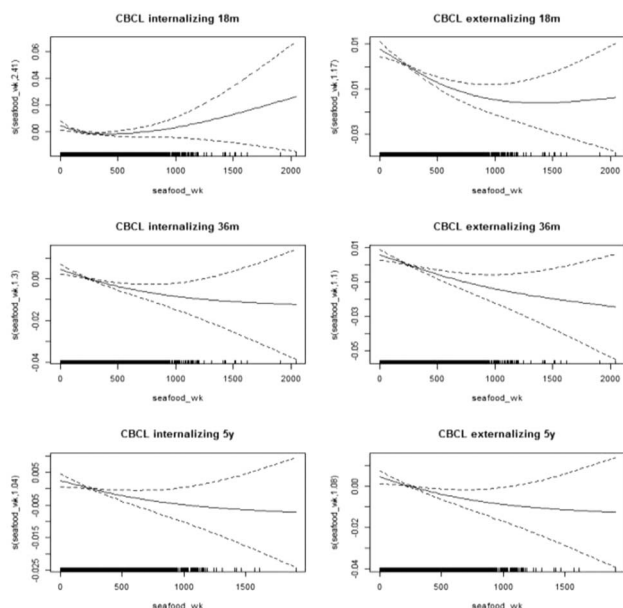 CBCL internalizing 18m
s(seafood_wk,2.41)
0.06
0.04
0.02
0.00
0 500 1000 1500 2000
seafood_wk
CBCL externalizing 18m
s(seafood_wk,1.17)
0.01
-0.01
-0.03
0 500 1000 1500 2000
seafood_wk
CBCL internalizing 36m
s(seafood_wk,1.3)
0.00
-0.02
-0.04
0 500 1000 1500 2000
seafood_wk
CBCL externalizing 36m
s(seafood_wk,1.1)
0.01
-0.01
-0.03
-0.05
0 500 1000 1500 2000
seafood_wk
CBCL internalizing 5y
s(seafood_wk,1.04)
0.005
-0.005
-0.015
-0.025
0 500 1000 1500
seafood_wk
CBCL externalizing 5y
s(seafood_wk,1.08)
0.00
-0.02
-0.04
0 500 1000 1500
seafood_wk